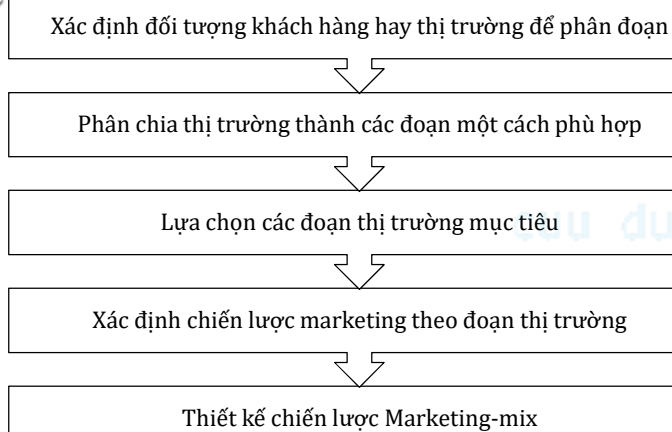 Xác định đối tượng khách hàng hay thị trường để phân đoạn
Phân chia thị trường thành các đoạn một cách phù hợp
Lựa chọn các đoạn thị trường mục tiêu
Xác định chiến lược marketing theo đoạn thị trường
Thiết kế chiến lược Marketing-mix